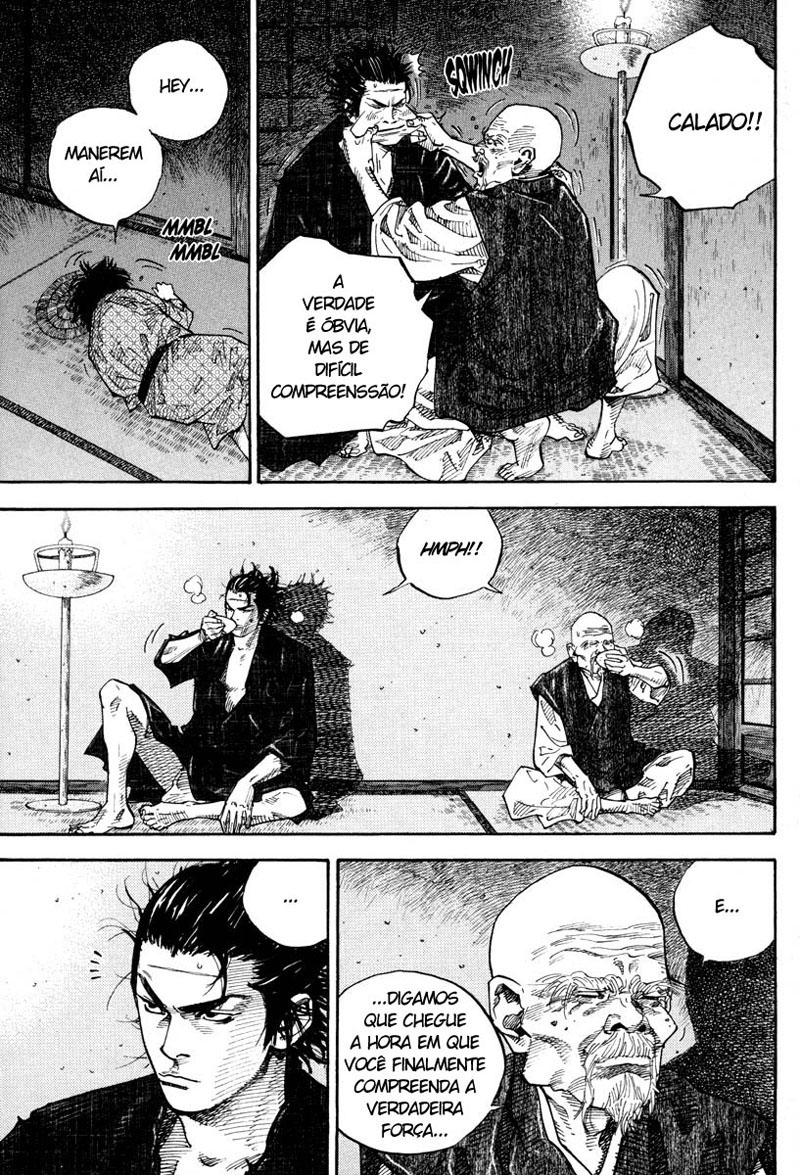 CALADO!!
SQWINCH
A
VERDADE
É ÓBVIA,
MAS DE
DIFÍCIL
COMPREENSSÃO!
HEY...
MANEREM
AÍ...
MMBL
MMBL
HMPH!!
E...
...DIGAMOS
QUE CHEGUE
A HORA EM QUE
VOCÊ FINALMENTE
COMPREENDA A
VERDADEIRA
FORÇA...
...